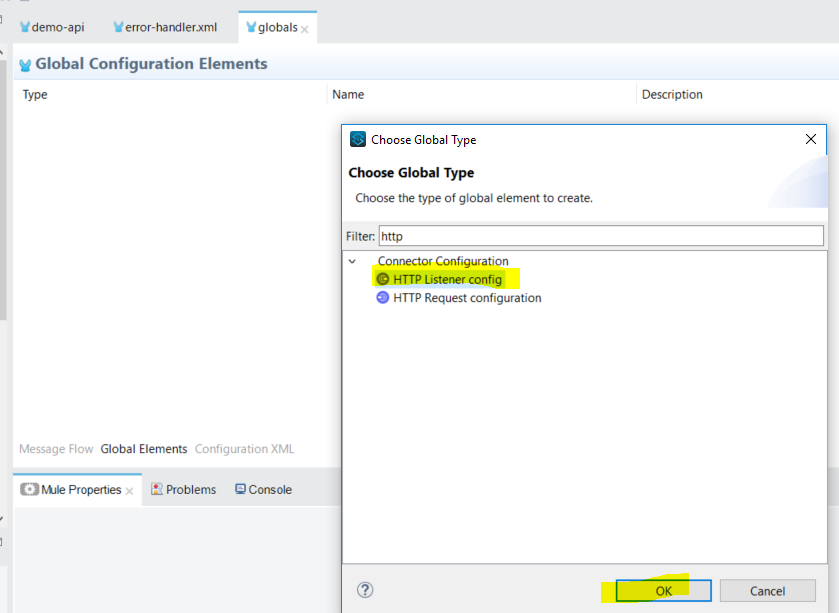 demo-api error-handler.xml globals
Global Configuration Elements
Type Name Description
Choose Global Type
Choose Global Type
Choose the type of global element to create.
Filter: http
Connector Configuration
HTTP Listener config
HTTP Request configuration
Message Flow Global Elements Configuration XML
Mule Properties Problems Console
? OK Cancel